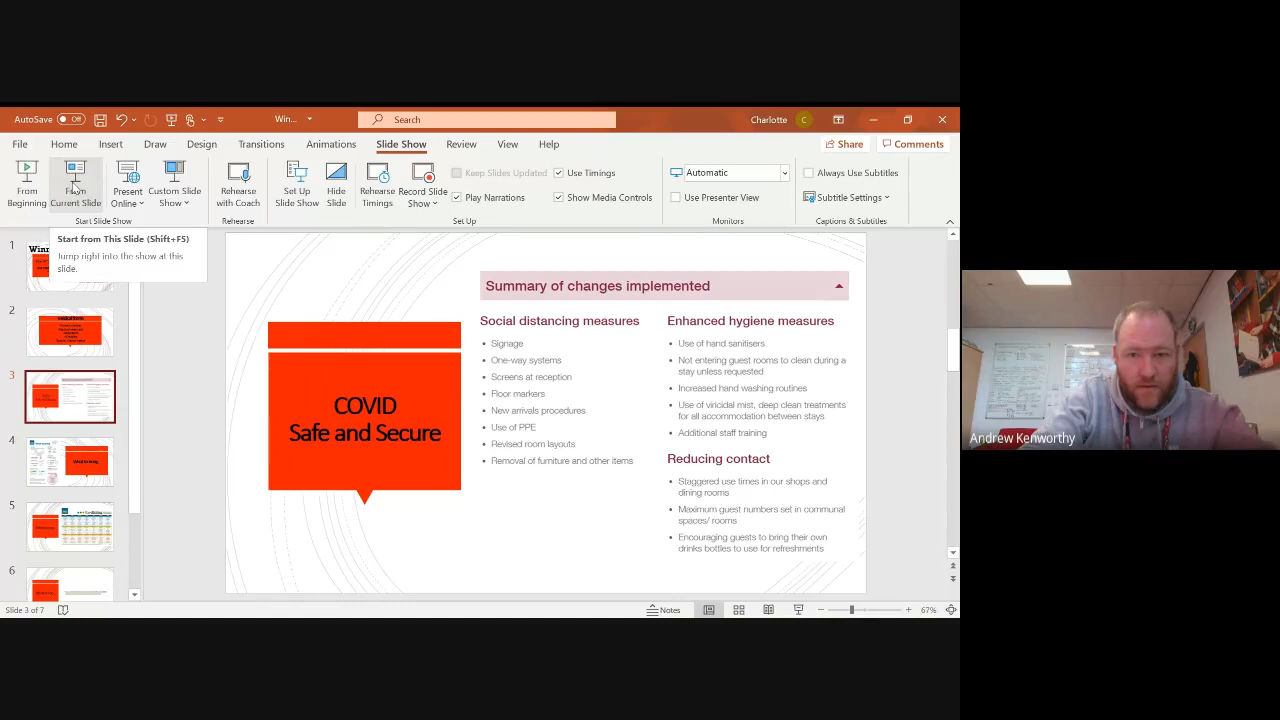 AutoSave Off Win... Search Charlotte C
File Home Insert Draw Design Transitions Animations Slide Show Review View Help Share Comments
From Beginning
From Current Slide
Present Online
Custom Slide Show
Rehearse with Coach
Set Up Slide Show
Hide Slide
Rehearse Timings
Record Slide Show
Keep Slides Updated
Use Timings
Play Narrations
Show Media Controls
Automatic
Use Presenter View
Always Use Subtitles
Subtitle Settings
Start Slide Show Rehearse Set Up Monitors Captions & Subtitles
Start from This Slide (Shift+F5)
Jump right into the show at this
slide.
1
2
3
4
5
6
COVID
Safe and Secure
Summary of changes implemented
Social distancing measures
• Signage
• One-way systems
• Screens at reception
• Floor markers
• New arrivals procedures
• Use of PPE
Revised room layouts
• Removal of furniture and other items
Enhanced hygiene measures
• Use of hand sanitisers
• Not entering guest rooms to clean during a
stay unless requested
• Increased hand washing routines
• Use of viricidal mist, deep clean treatments
for all accommodation between stays
• Additional staff training
Reducing contact
• Staggered use times in our shops and
dining rooms
• Maximum guest numbers set in communal
spaces/ rooms
• Encouraging guests to bring their own
drinks bottles to use for refreshments
Slide 3 of 7 Notes 67%
Andrew Kenworthy